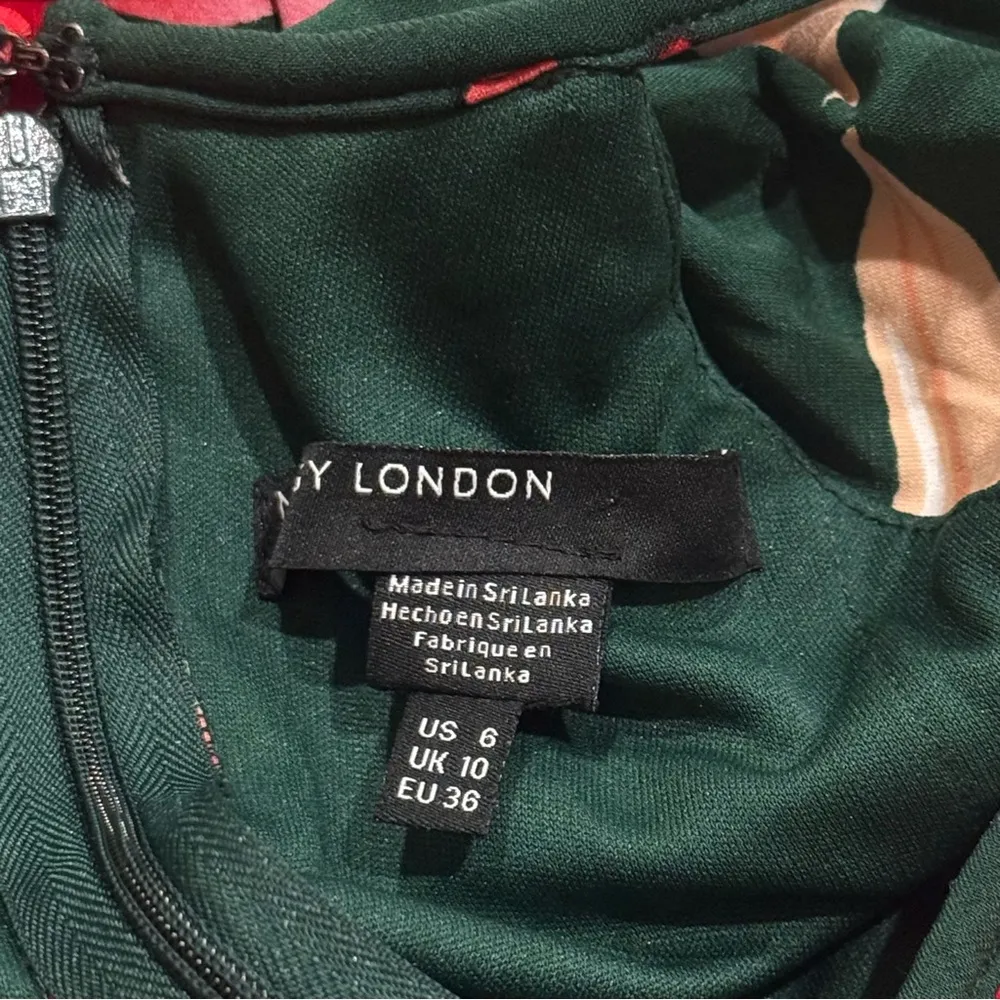 SY LONDON
Made in Sri Lanka
Hecho en Sri Lanka
Fabrique en
Sri Lanka
US 6
UK 10
EU 36